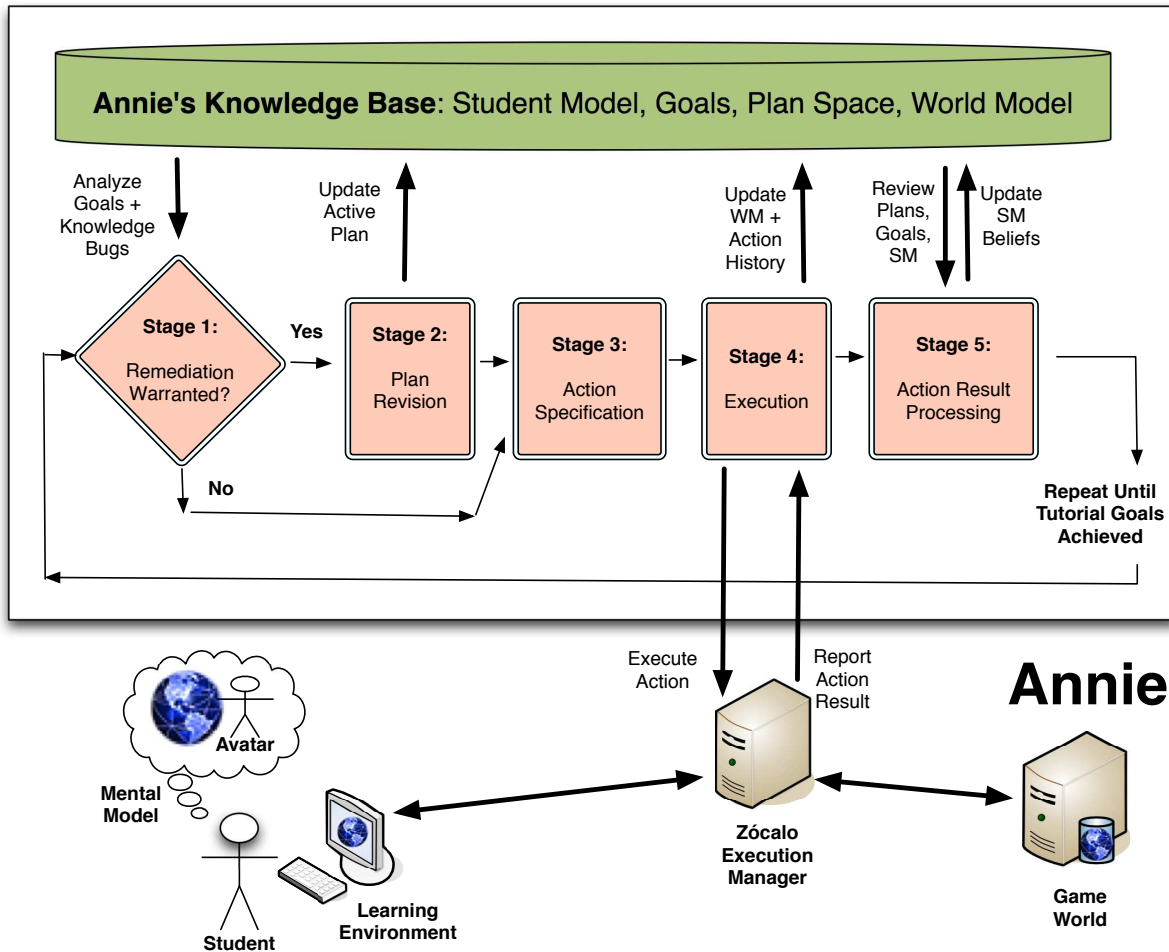 Annie's Knowledge Base: Student Model, Goals, Plan Space, World Model
Analyze
Goals +
Knowledge
Bugs
Update
Active
Plan
Update
WM +
Action
History
Review
Plans,
Goals,
SM
Update
SM
Beliefs
Stage 1:
Remediation
Warranted?
Yes
No
Stage 2:
Plan
Revision
Stage 3:
Action
Specification
Stage 4:
Execution
Stage 5:
Action Result
Processing
Repeat Until
Tutorial Goals
Achieved
Execute
Action
Report
Action
Result
Annie
Avatar
Mental
Model
Student
Learning
Environment
Zócalo
Execution
Manager
Game
World